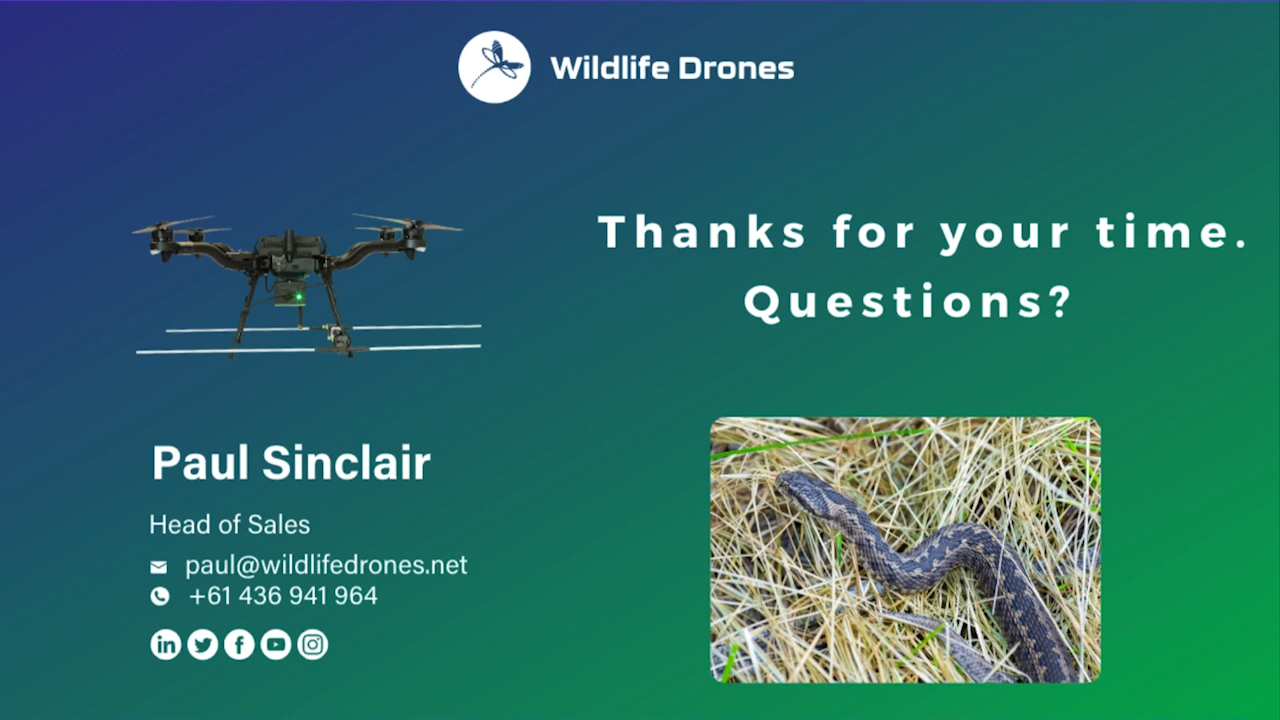 Wildlife Drones
Thanks for your time.
Questions?
Paul Sinclair
Head of Sales
paul@wildlifedrones.net
+61 436 941 964